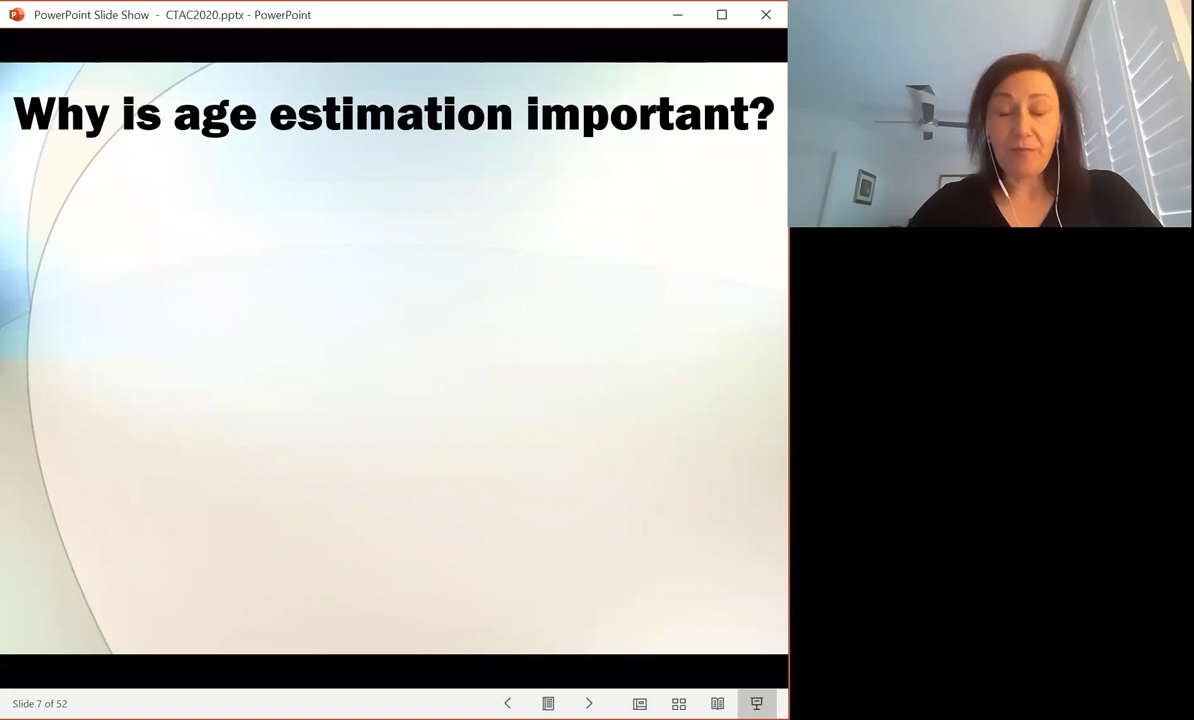 PowerPoint Slide Show - CTAC2020.pptx - PowerPoint
Why is age estimation important?
Slide 7 of 52